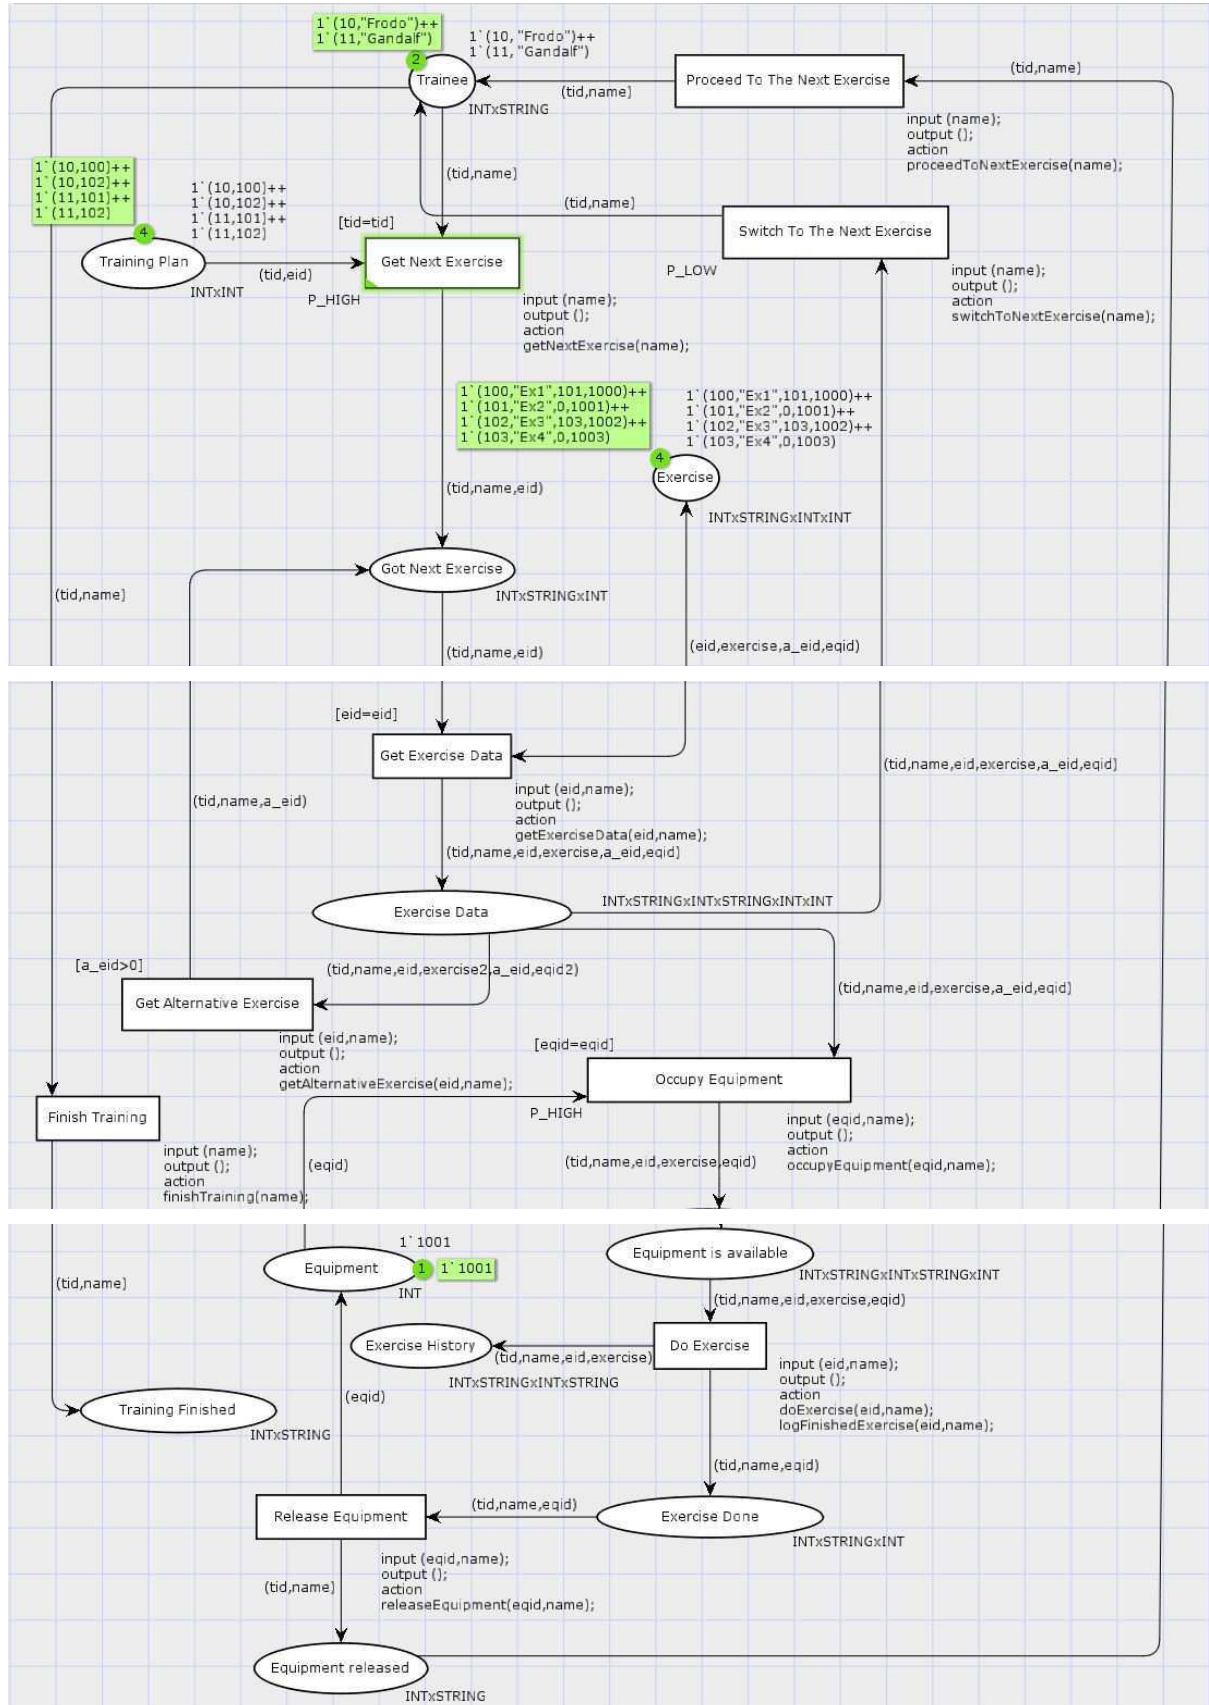 1`(10,"Frodo")++
1`(11,"Gandalf")
1`(10, "Frodo")++
1`(11, "Gandalf")
2
Trainee
INTxSTRING
(tid,name)
Proceed To The Next Exercise
(tid,name)
input (name);
output ();
action
proceedToNextExercise(name);
1`(10,100)++
1`(10,102)++
1`(11,101)++
1`(11,102)
1`(10,100)++
1`(10,102)++
1`(11,101)++
1`(11,102)
4
Training Plan
INTxINT
(tid,eid)
(tid,name)
[tid=tid]
Get Next Exercise
P_HIGH
input (name);
output ();
action
getNextExercise(name);
(tid,name)
Switch To The Next Exercise
P_LOW
input (name);
output ();
action
switchToNextExercise(name);
1`(100,"Ex1",101,1000)++
1`(101,"Ex2",0,1001)++
1`(102,"Ex3",103,1002)++
1`(103,"Ex4",0,1003)
1`(100,"Ex1",101,1000)++
1`(101,"Ex2",0,1001)++
1`(102,"Ex3",103,1002)++
1`(103,"Ex4",0,1003)
4
Exercise
INTxSTRINGxINTxINT
(tid,name,eid)
Got Next Exercise
INTxSTRINGxINT
(tid,name)
(tid,name,eid)
(eid,exercise,a_eid,eqid)
[eid=eid]
Get Exercise Data
input (eid,name);
output ();
action
getExerciseData(eid,name);
(tid,name,eid,exercise,a_eid,eqid)
(tid,name,a_eid)
(tid,name,eid,exercise,a_eid,eqid)
Exercise Data
INTxSTRINGxINTxSTRINGxINTxINT
[a_eid>0]
(tid,name,eid,exercise2,a_eid,eqid2)
Get Alternative Exercise
input (eid,name);
output ();
action
getAlternativeExercise(eid,name);
(tid,name,eid,exercise,a_eid,eqid)
[eqid=eqid]
Occupy Equipment
P_HIGH
input (eqid,name);
output ();
action
occupyEquipment(eqid,name);
Finish Training
input (name);
output ();
action
finishTraining(name);
(eqid)
(tid,name,eid,exercise,eqid)
1`1001
Equipment
1
1`1001
INT
Equipment is available
INTxSTRINGxINTxSTRINGxINT
(tid,name)
(tid,name,eid,exercise,eqid)
Exercise History
(tid,name,eid,exercise)
INTxSTRINGxINTxSTRING
Do Exercise
input (eid,name);
output ();
action
doExercise(eid,name);
logFinishedExercise(eid,name);
(eqid)
Training Finished
INTxSTRING
(tid,name,eqid)
Release Equipment
(tid,name,eqid)
Exercise Done
INTxSTRINGxINT
input (eqid,name);
output ();
action
releaseEquipment(eqid,name);
(tid,name)
Equipment released
INTxSTRING